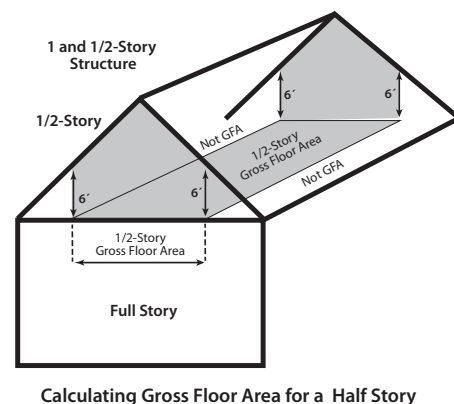 1 and 1/2-Story
Structure
1/2-Story
6´
6´
Not GFA
1/2-Story
Gross Floor Area
Not GFA
6´
6´
1/2-Story
Gross Floor Area
Full Story
Calculating Gross Floor Area for a Half Story